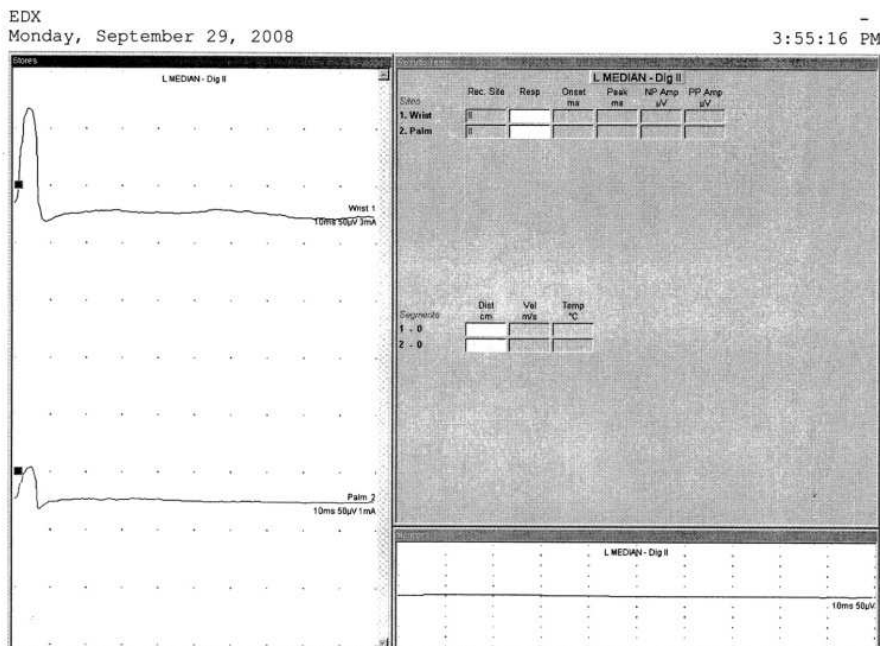 EDX -
Monday, September 29, 2008 3:55:16 PM
Stores
L MEDIAN - Dig II
Wrist 1
10ms 50µV 3mA
Palm 2
10ms 50µV 1mA
L MEDIAN - Dig II
Rec. Site Resp Onset Peak NP Amp PP Amp
Sites ms ms µV µV
1. Wrist II
2. Palm II
Dist Vel Temp
Segments cm m/s °C
1 - 0
2 - 0
L MEDIAN - Dig II
10ms 50µV